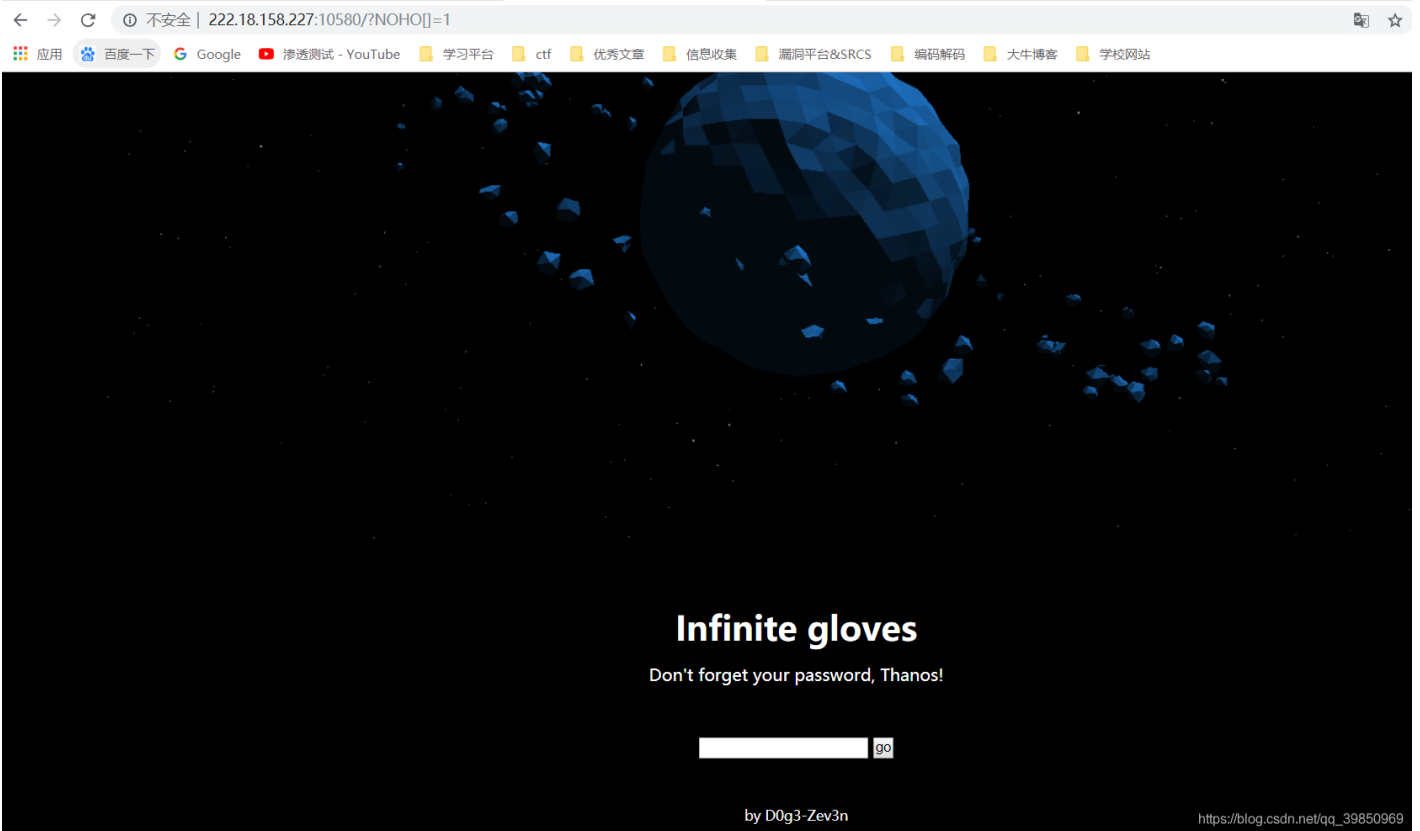 不安全 | 222.18.158.227:10580/?NOHO[]=1
应用 百度一下 Google 渗透测试 - YouTube 学习平台 ctf 优秀文章 信息收集 漏洞平台&SRCS 编码解码 大牛博客 学校网站
Infinite gloves
Don't forget your password, Thanos!
go
by D0g3-Zev3n
https://blog.csdn.net/qq_39850969